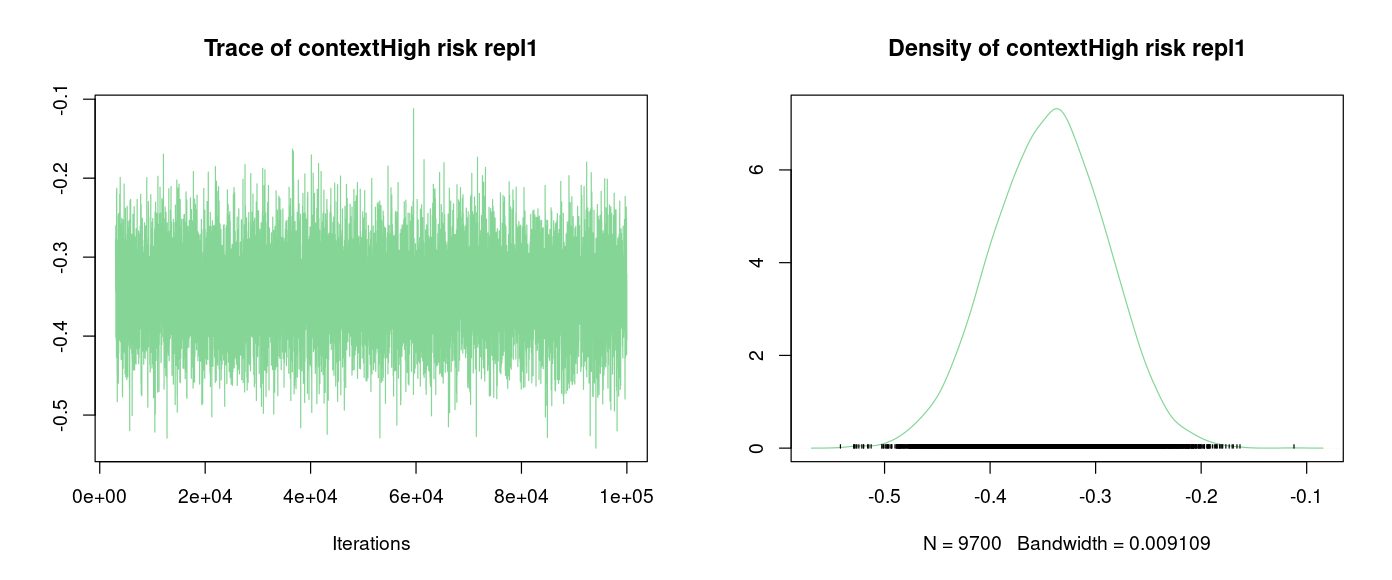 Trace of contextHigh risk repl1
-0.1
-0.2
-0.3
-0.4
-0.5
0e+00 2e+04 4e+04 6e+04 8e+04 1e+05
Iterations
Density of contextHigh risk repl1
6
4
2
0
-0.5 -0.4 -0.3 -0.2 -0.1
N = 9700 Bandwidth = 0.009109